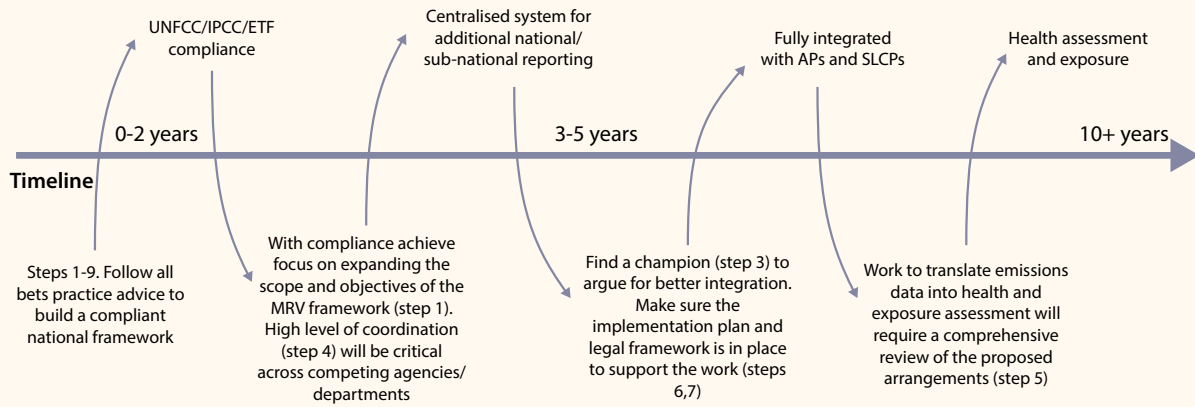 UNFCC/IPCC/ETF
compliance
Centralised system for
additional national/
sub-national reporting
Fully integrated
with APs and SLCPs
Health assessment
and exposure
0-2 years
3-5 years
10+ years
Timeline
Steps 1-9. Follow all
bets practice advice to
build a compliant
national framework
With compliance achieve
focus on expanding the
scope and objectives of the
MRV framework (step 1).
High level of coordination
(step 4) will be critical
across competing agencies/
departments
Find a champion (step 3) to
argue for better integration.
Make sure the
implementation plan and
legal framework is in place
to support the work (steps
6,7)
Work to translate emissions
data into health and
exposure assessment will
require a comprehensive
review of the proposed
arrangements (step 5)